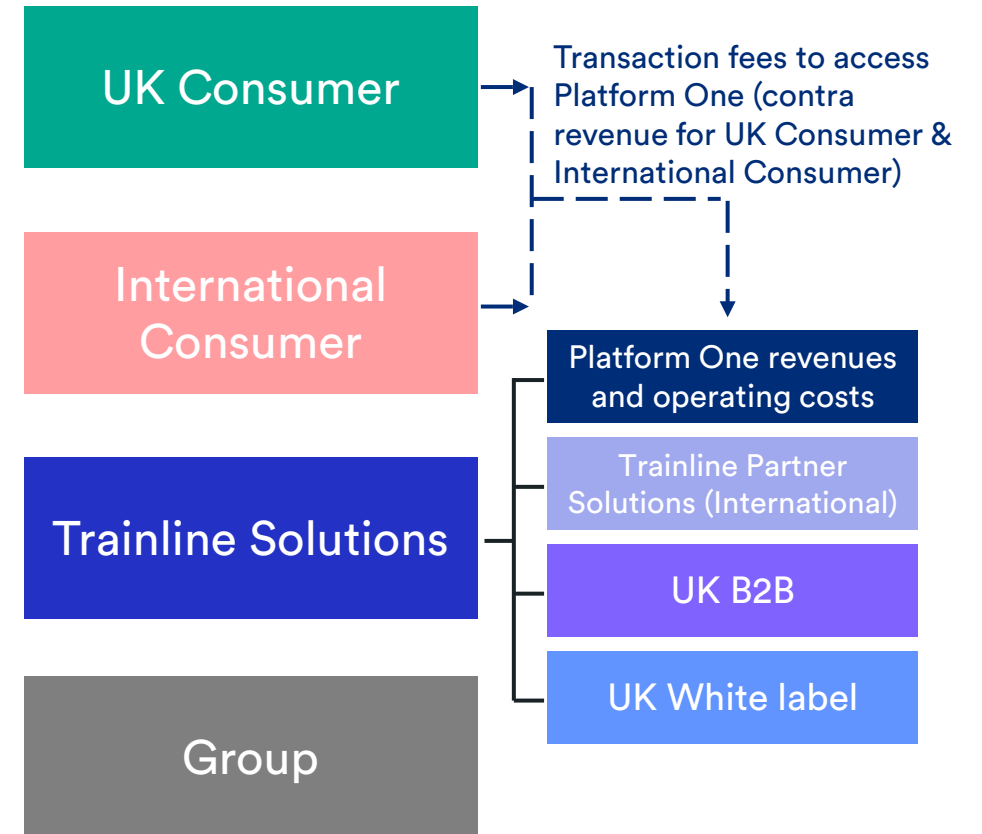 UK Consumer
Transaction fees to access
Platform One (contra
revenue for UK Consumer &
International Consumer)
International
Consumer
Platform One revenues
and operating costs
Trainline Partner
Solutions (International)
Trainline Solutions
UK B2B
UK White label
Group